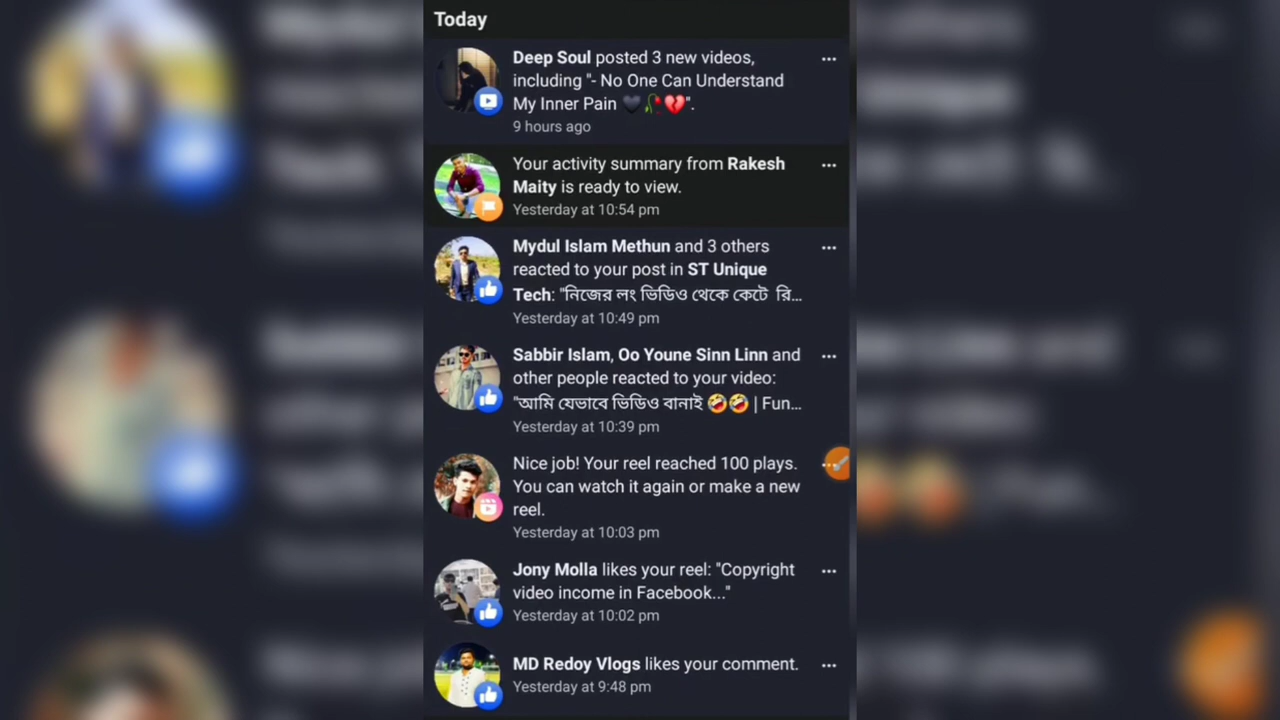 Today
Deep Soul posted 3 new videos,
including "- No One Can Understand
My Inner Pain 🖤🥀💔".
9 hours ago
Your activity summary from Rakesh
Maity is ready to view.
Yesterday at 10:54 pm
Mydul Islam Methun and 3 others
reacted to your post in ST Unique
Tech: "নিজের লং ভিডিও থেকে কেটে রি...
Yesterday at 10:49 pm
Sabbir Islam, Oo Youne Sinn Linn and
other people reacted to your video:
"আমি যেভাবে ভিডিও বানাই 🤣🤣 | Fun...
Yesterday at 10:39 pm
Nice job! Your reel reached 100 plays.
You can watch it again or make a new
reel.
Yesterday at 10:03 pm
Jony Molla likes your reel: "Copyright
video income in Facebook..."
Yesterday at 10:02 pm
MD Redoy Vlogs likes your comment.
Yesterday at 9:48 pm